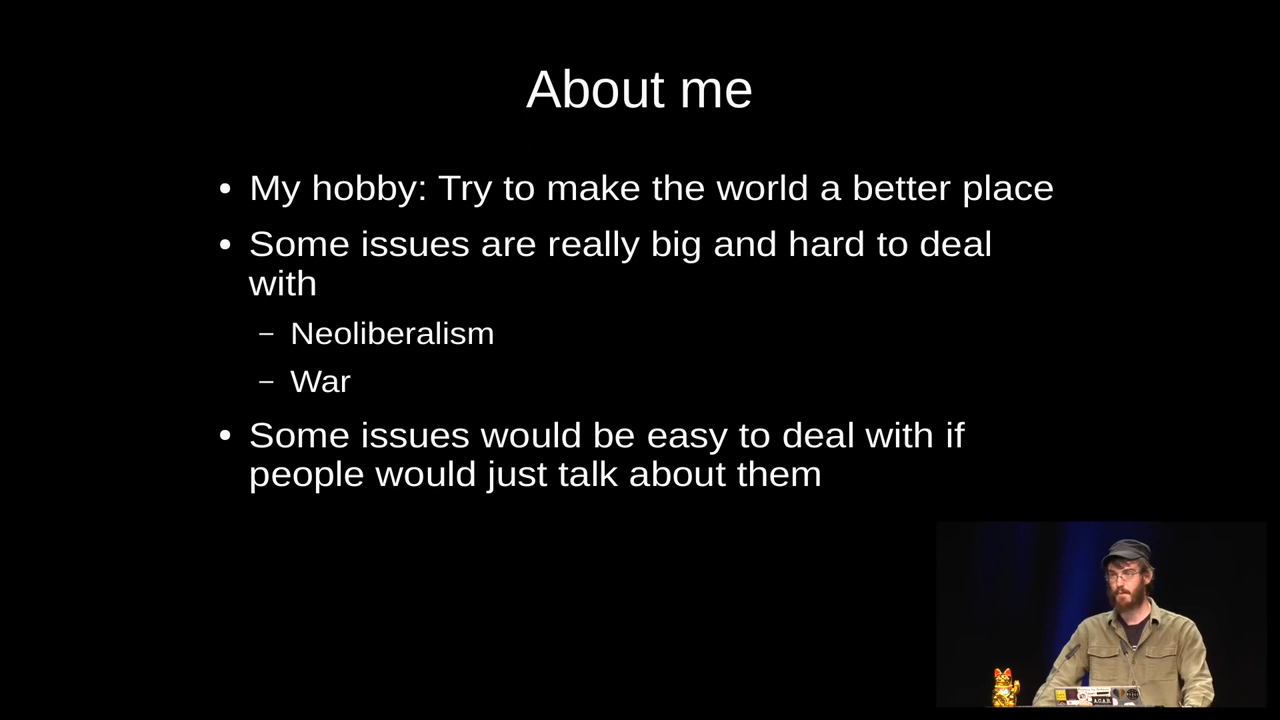 About me
• My hobby: Try to make the world a better place
• Some issues are really big and hard to deal
with
– Neoliberalism
– War
• Some issues would be easy to deal with if
people would just talk about them
A.C.A.B.